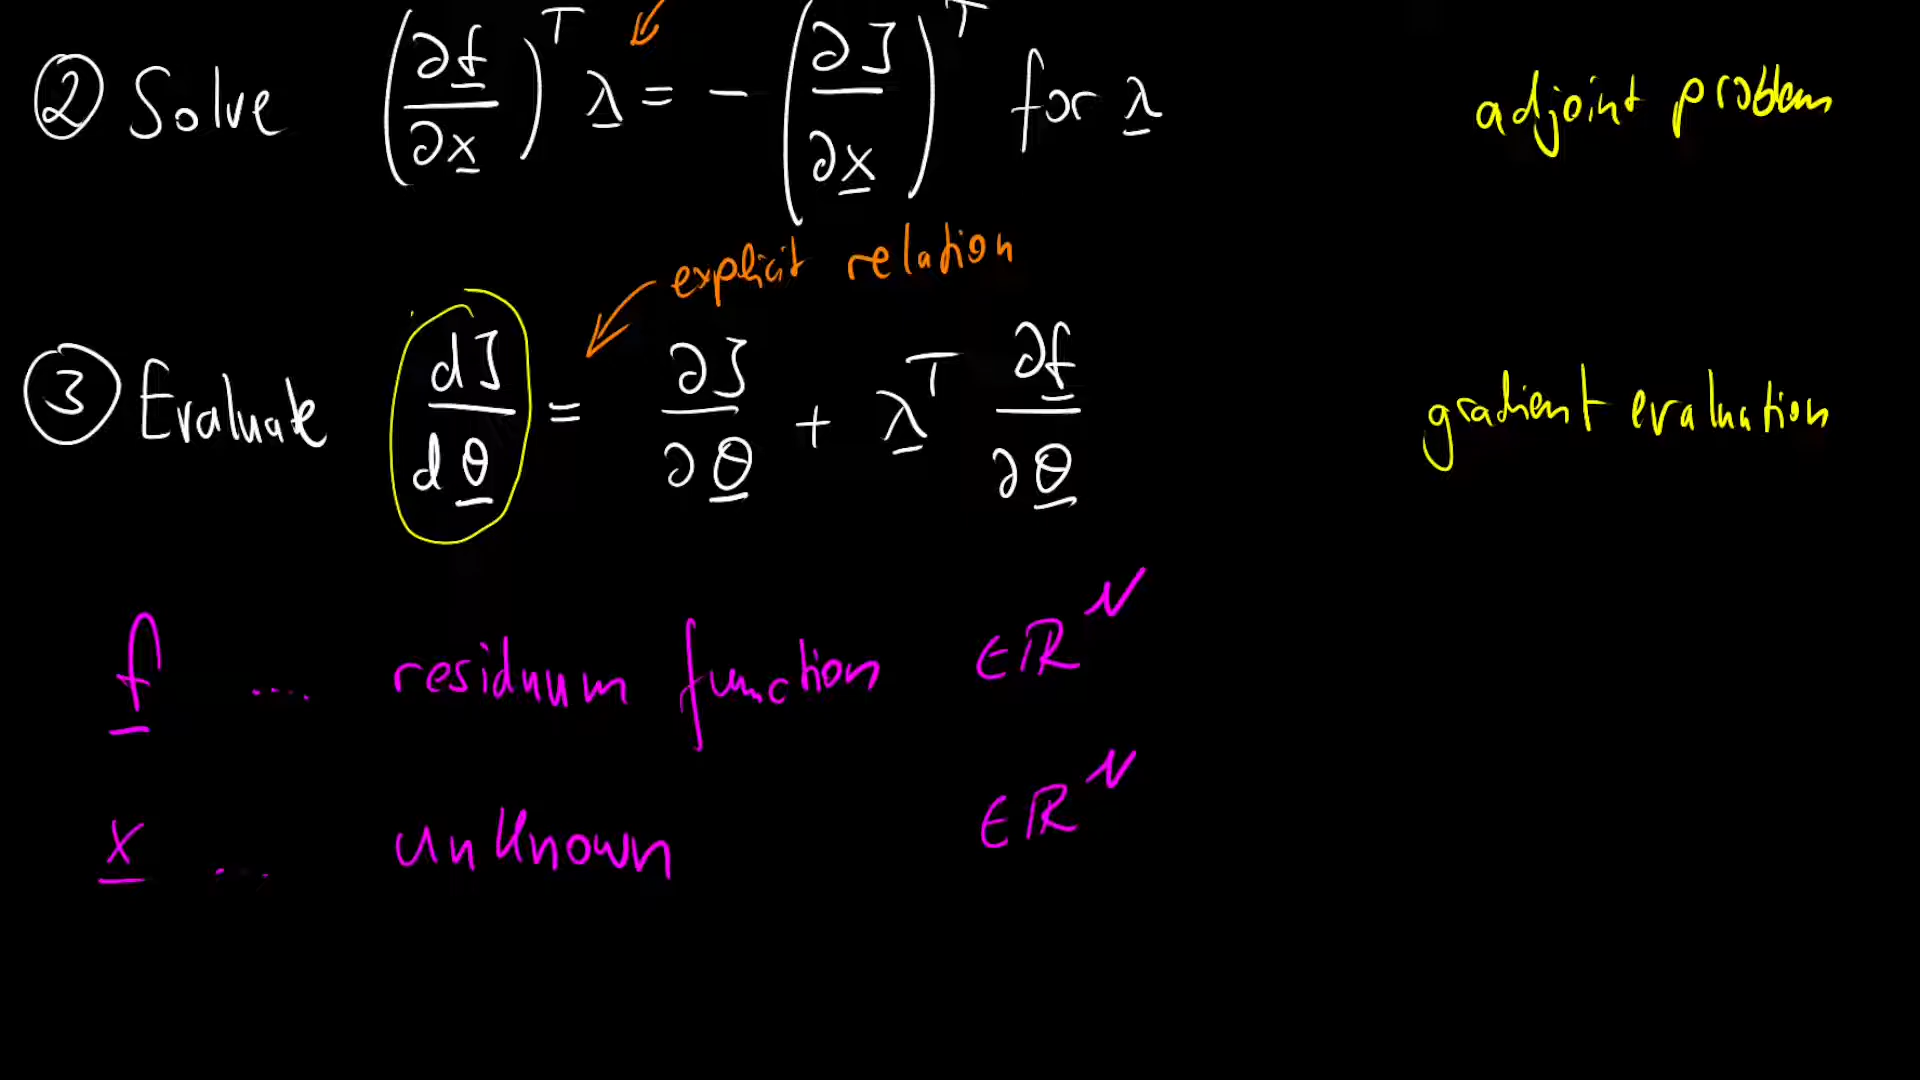 ② Solve (∂f/∂x)ᵀ λ = - (∂J/∂x)ᵀ for λ adjoint problem
explicit relation
③ Evaluate dJ/dθ = ∂J/∂θ + λᵀ ∂f/∂θ gradient evaluation
f .... residuum function ∈ ℝᴺ
x ... unknown ∈ ℝᴺ